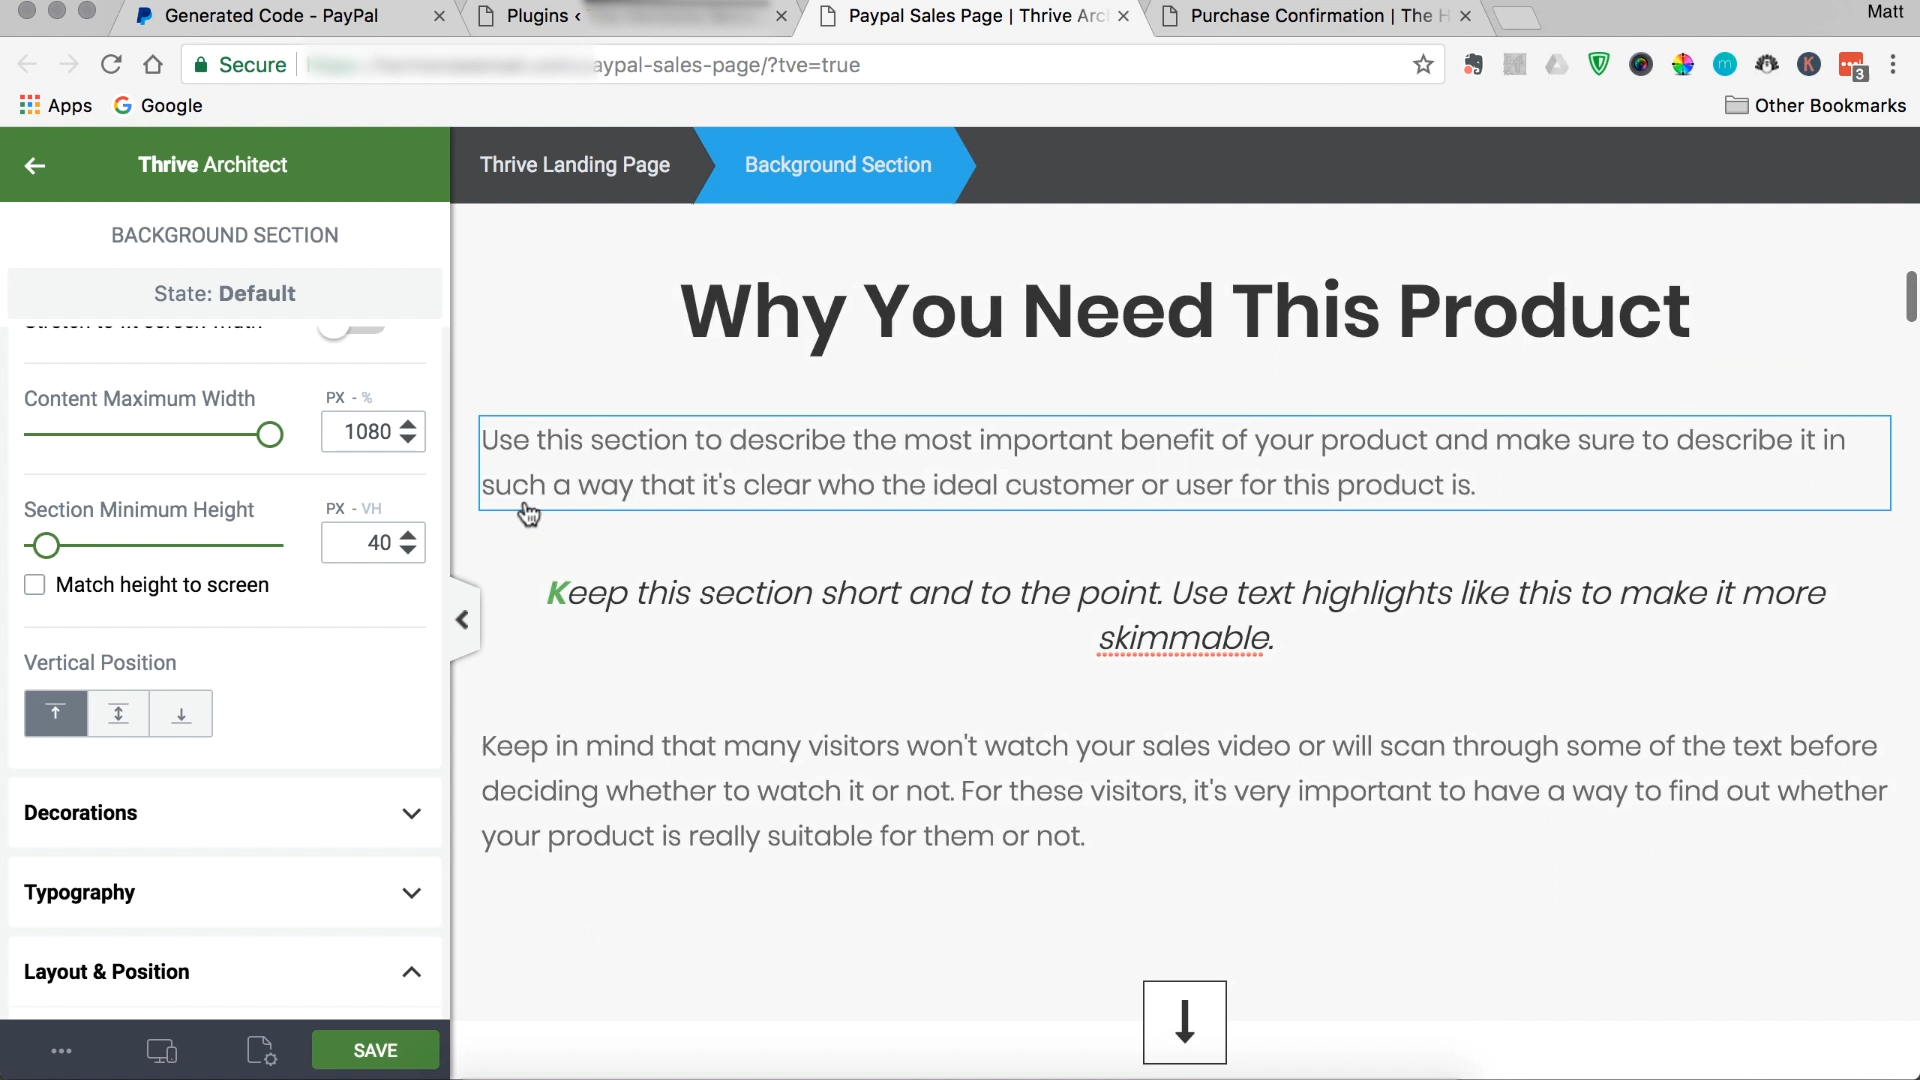 Generated Code - PayPal
Plugins ‹
Paypal Sales Page | Thrive Arc
Purchase Confirmation | The H
Matt
Secure
aypal-sales-page/?tve=true
3
Apps
Google
Other Bookmarks
Thrive Architect
Thrive Landing Page
Background Section
BACKGROUND SECTION
State: Default
Content Maximum Width
PX - %
1080
Section Minimum Height
PX - VH
40
Match height to screen
Vertical Position
Decorations
Typography
Layout & Position
SAVE
Why You Need This Product
Use this section to describe the most important benefit of your product and make sure to describe it in
such a way that it's clear who the ideal customer or user for this product is.
Keep this section short and to the point. Use text highlights like this to make it more
skimmable.
Keep in mind that many visitors won't watch your sales video or will scan through some of the text before
deciding whether to watch it or not. For these visitors, it's very important to have a way to find out whether
your product is really suitable for them or not.